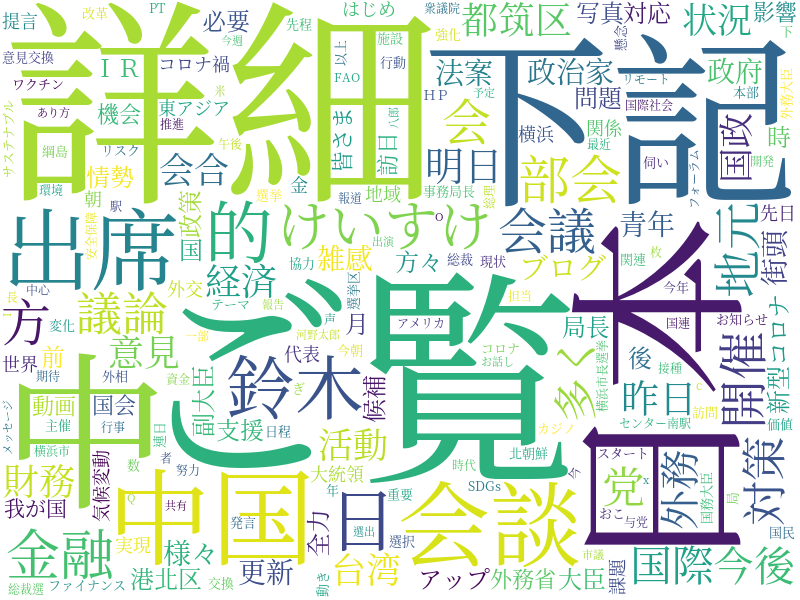 提言
改革
PT
必要
先程
はじめ
衆議院
都筑区
写真
対応
状況
影響
下
意見交換
今週
施設
以上
強化
懸念
ワクチン
ＩＲ
コロナ禍
米
FAO
行動
法案
政治家
リモート
政府
外務大臣
詳細
下記
サステナブル
あり方
機会
東アジア
推進
皆さま
訪日
八郎
予定
ＨＰ
会
問題
国際社会
本部
綱島
リスク
午後
横浜
関係
伺い
国政
時
環境
情勢
会合
選挙
金
報道
地域
事務局長
総理
明日
部会
最近
フォーラム
開発
朝
駅
安全保障
政策
国
出席
的
けいすけ
会議
青年
街頭
先日
地元
中心
経済
雑感
方々
総裁
現状
ブログ
関連
枚
今年
長
変化
外交
協力
出演
選挙区
テーマ
報告
声
担当
国連
お知らせ
方
議論
月
アメリカ
局長
コロナ
世界
前
意見
一部
河野太郎
今朝
代表
ご覧
日本
新型
期待
外相
副大臣
資金
ぎ
鈴木
候補
お話し
多く
横浜市長選挙
後
接種
開催
メッセージ
動画
国会
主催
行事
連日
支援
日程
カジノ
昨日
センター南駅
訪問
価値
中
横浜市
数
者
努力
活動
北朝鮮
財務
気候変動
大統領
時代
SDGs
今
党
スタート
外務
国務大臣
対策
我が国
共有
年
重要
おこ
与党
局
中国
日
会談
金融
実現
発言
選出
選択
全力
市議
国民
総裁選
ファイナンス
様々
港北区
交換
更新
動き
台湾
アップ
外務省
大臣
課題
国際
今後